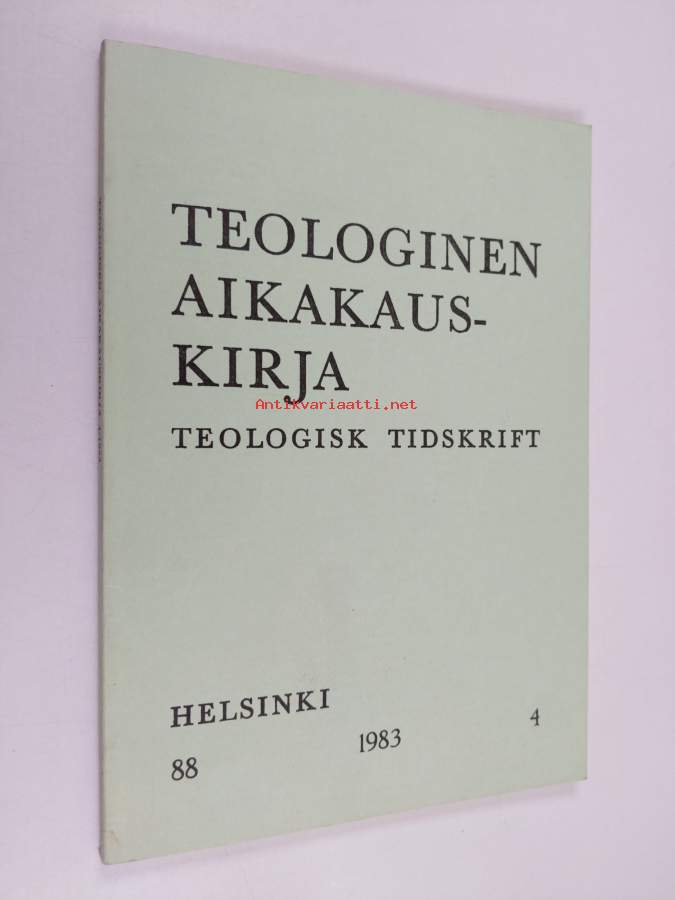 TEOLOGINEN
AIKAKAUS-
KIRJA
Antikvariaatti.net
TEOLOGISK TIDSKRIFT
HELSINKI
88 1983 4